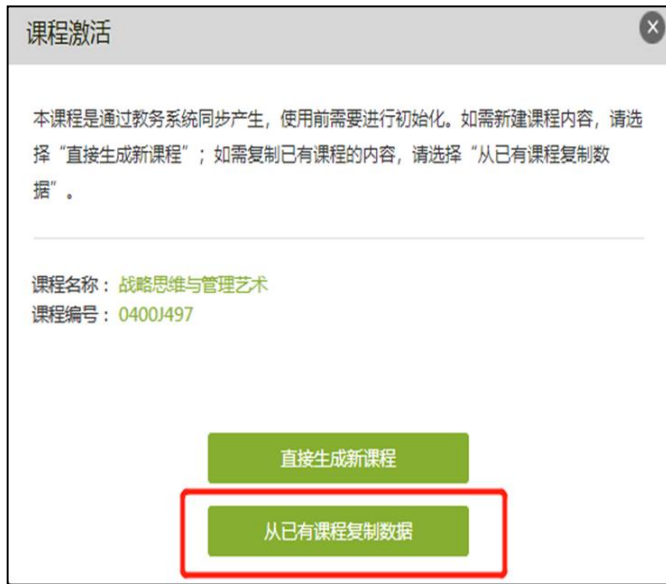 课程激活
本课程是通过教务系统同步产生，使用前需要进行初始化。如需新建课程内容，请选
择“直接生成新课程”；如需复制已有课程的内容，请选择“从已有课程复制数
据”。
课程名称：战略思维与管理艺术
课程编号：0400J497
直接生成新课程
从已有课程复制数据